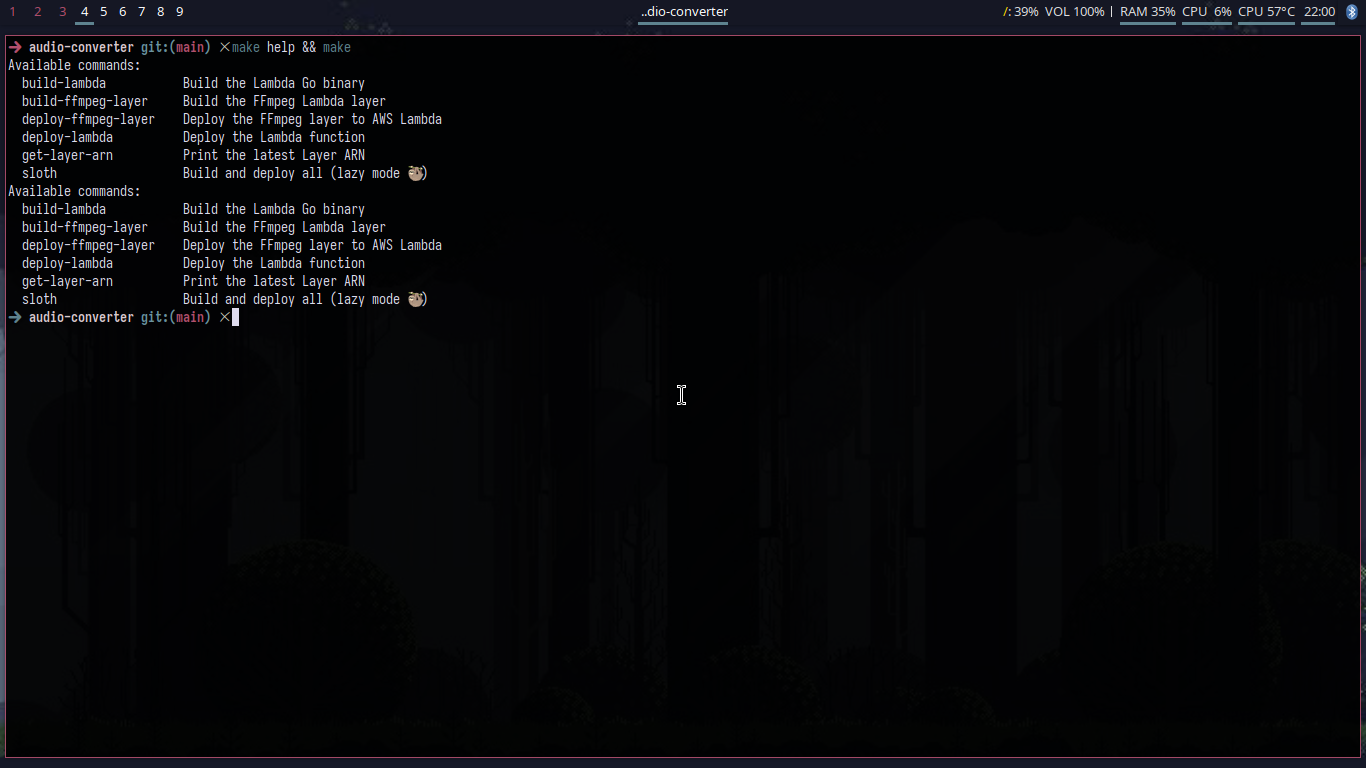 1 2 3 4 5 6 7 8 9 ..dio-converter /: 39% VOL 100% | RAM 35% CPU 6% CPU 57°C 22:00
➔ audio-converter git:(main) ✕make help && make
Available commands:
build-lambda Build the Lambda Go binary
build-ffmpeg-layer Build the FFmpeg Lambda layer
deploy-ffmpeg-layer Deploy the FFmpeg layer to AWS Lambda
deploy-lambda Deploy the Lambda function
get-layer-arn Print the latest Layer ARN
sloth Build and deploy all (lazy mode 🦥)
Available commands:
build-lambda Build the Lambda Go binary
build-ffmpeg-layer Build the FFmpeg Lambda layer
deploy-ffmpeg-layer Deploy the FFmpeg layer to AWS Lambda
deploy-lambda Deploy the Lambda function
get-layer-arn Print the latest Layer ARN
sloth Build and deploy all (lazy mode 🦥)
➔ audio-converter git:(main) ✕